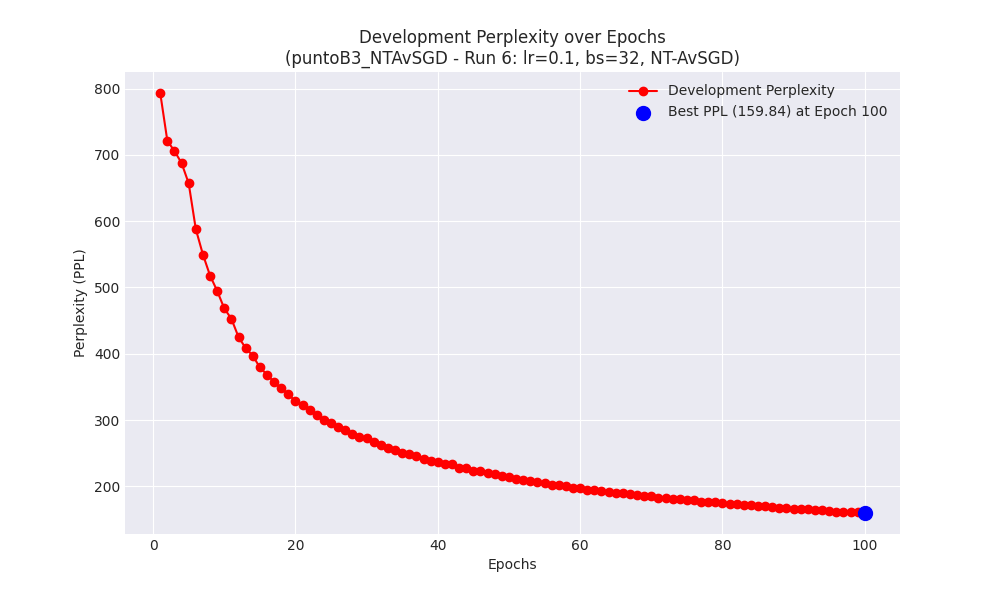 Development Perplexity over Epochs
(puntoB3_NTAvSGD - Run 6: lr=0.1, bs=32, NT-AvSGD)
Development Perplexity
Best PPL (159.84) at Epoch 100
Perplexity (PPL)
800
700
600
500
400
300
200
0 20 40 60 80 100
Epochs